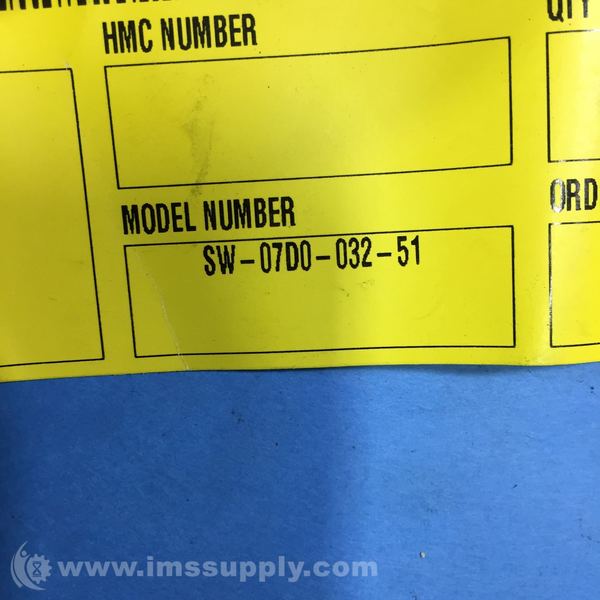 HMC NUMBER
QTY
MODEL NUMBER
ORD
SW-07D0-032-51
www.imssupply.com